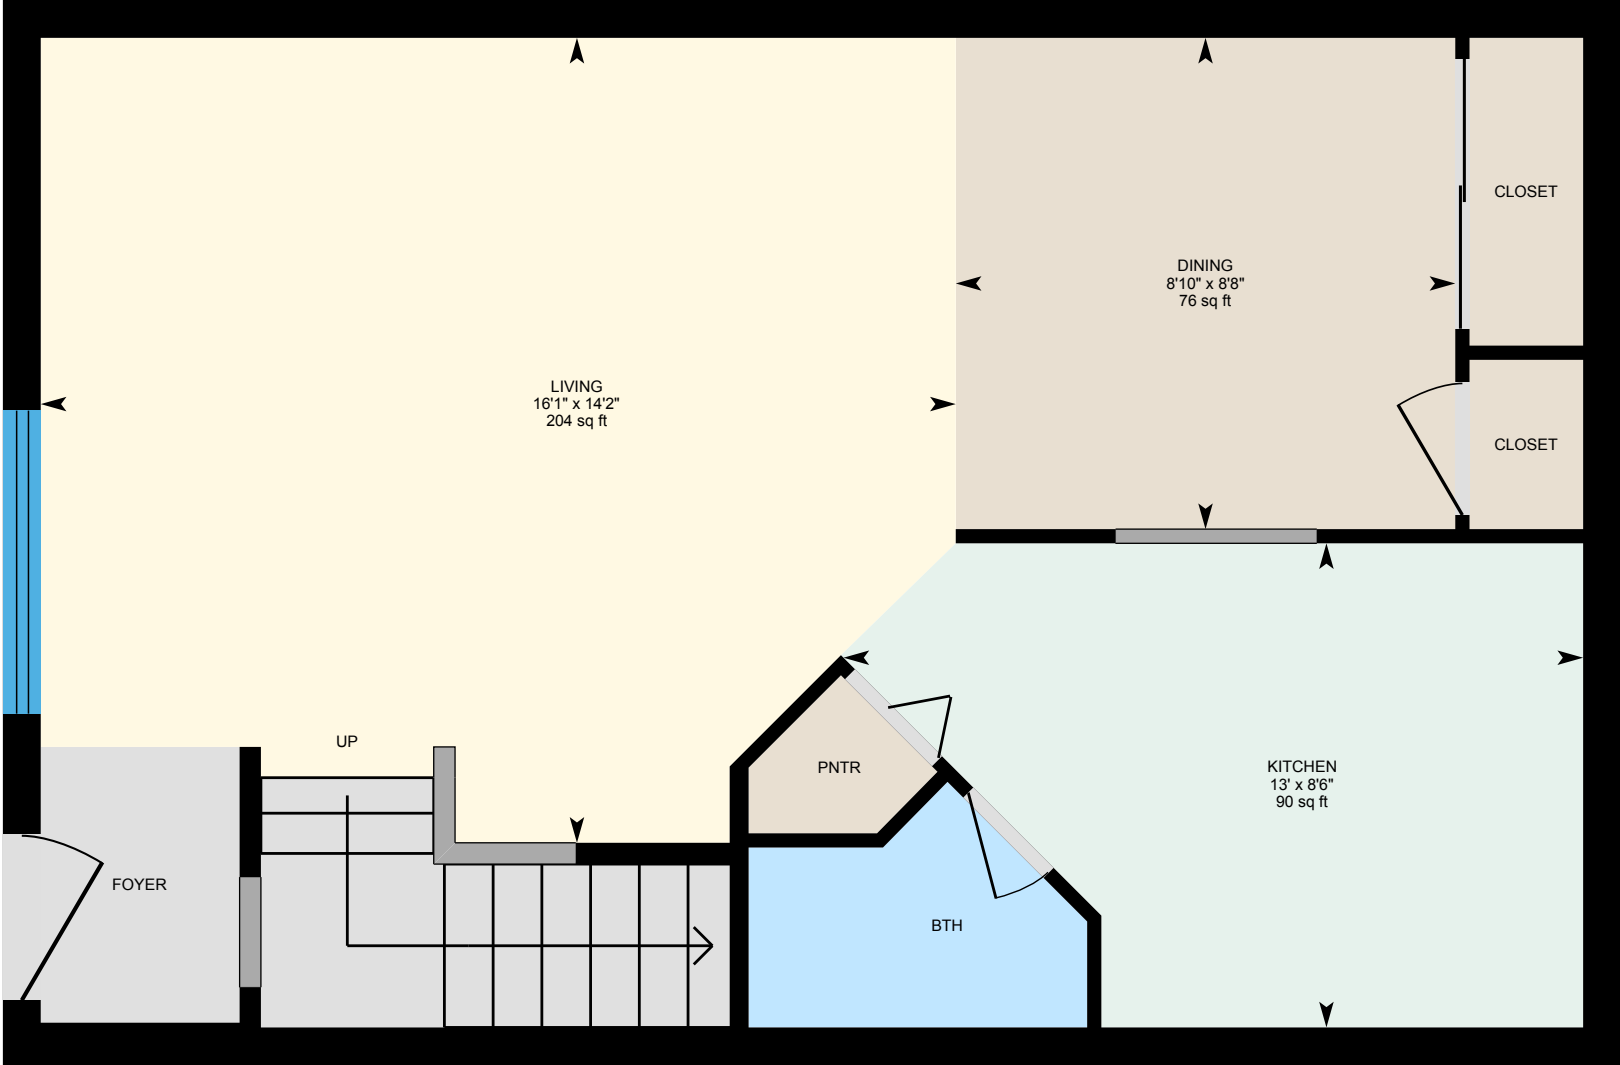 CLOSET
DINING
8'10" x 8'8"
76 sq ft
LIVING
16'1" x 14'2"
204 sq ft
CLOSET
UP
PNTR
KITCHEN
13' x 8'6"
90 sq ft
FOYER
BTH